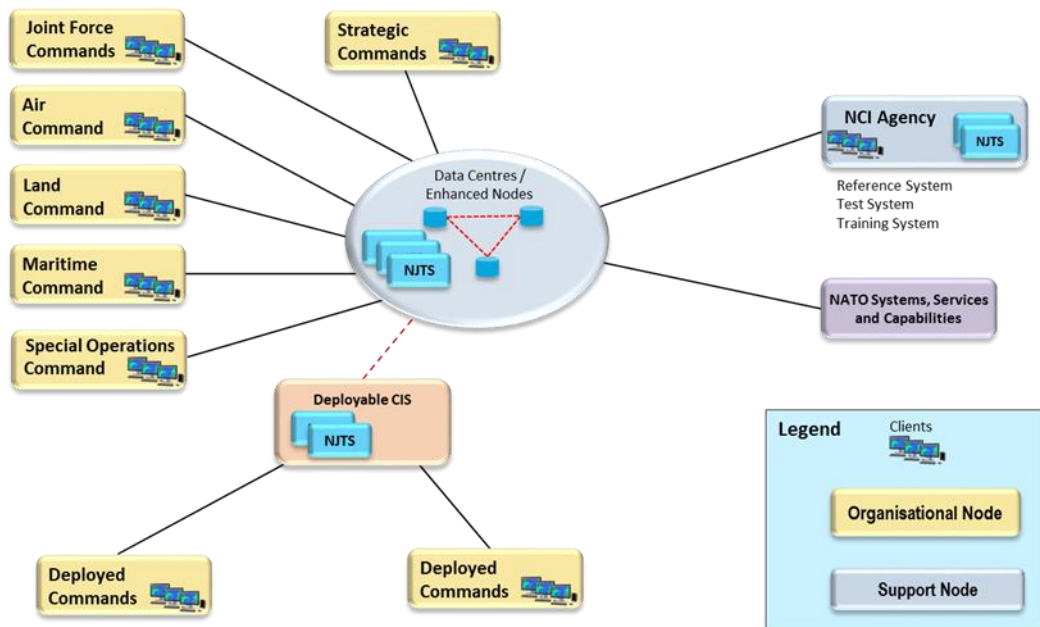 Joint Force
Commands
Strategic
Commands
Air
Command
Land
Command
Maritime
Command
Special Operations
Command
Data Centres /
Enhanced Nodes
NJTS
NCI Agency
NJTS
Reference System
Test System
Training System
NATO Systems, Services
and Capabilities
Deployable CIS
NJTS
Deployed
Commands
Deployed
Commands
Legend
Clients
Organisational Node
Support Node